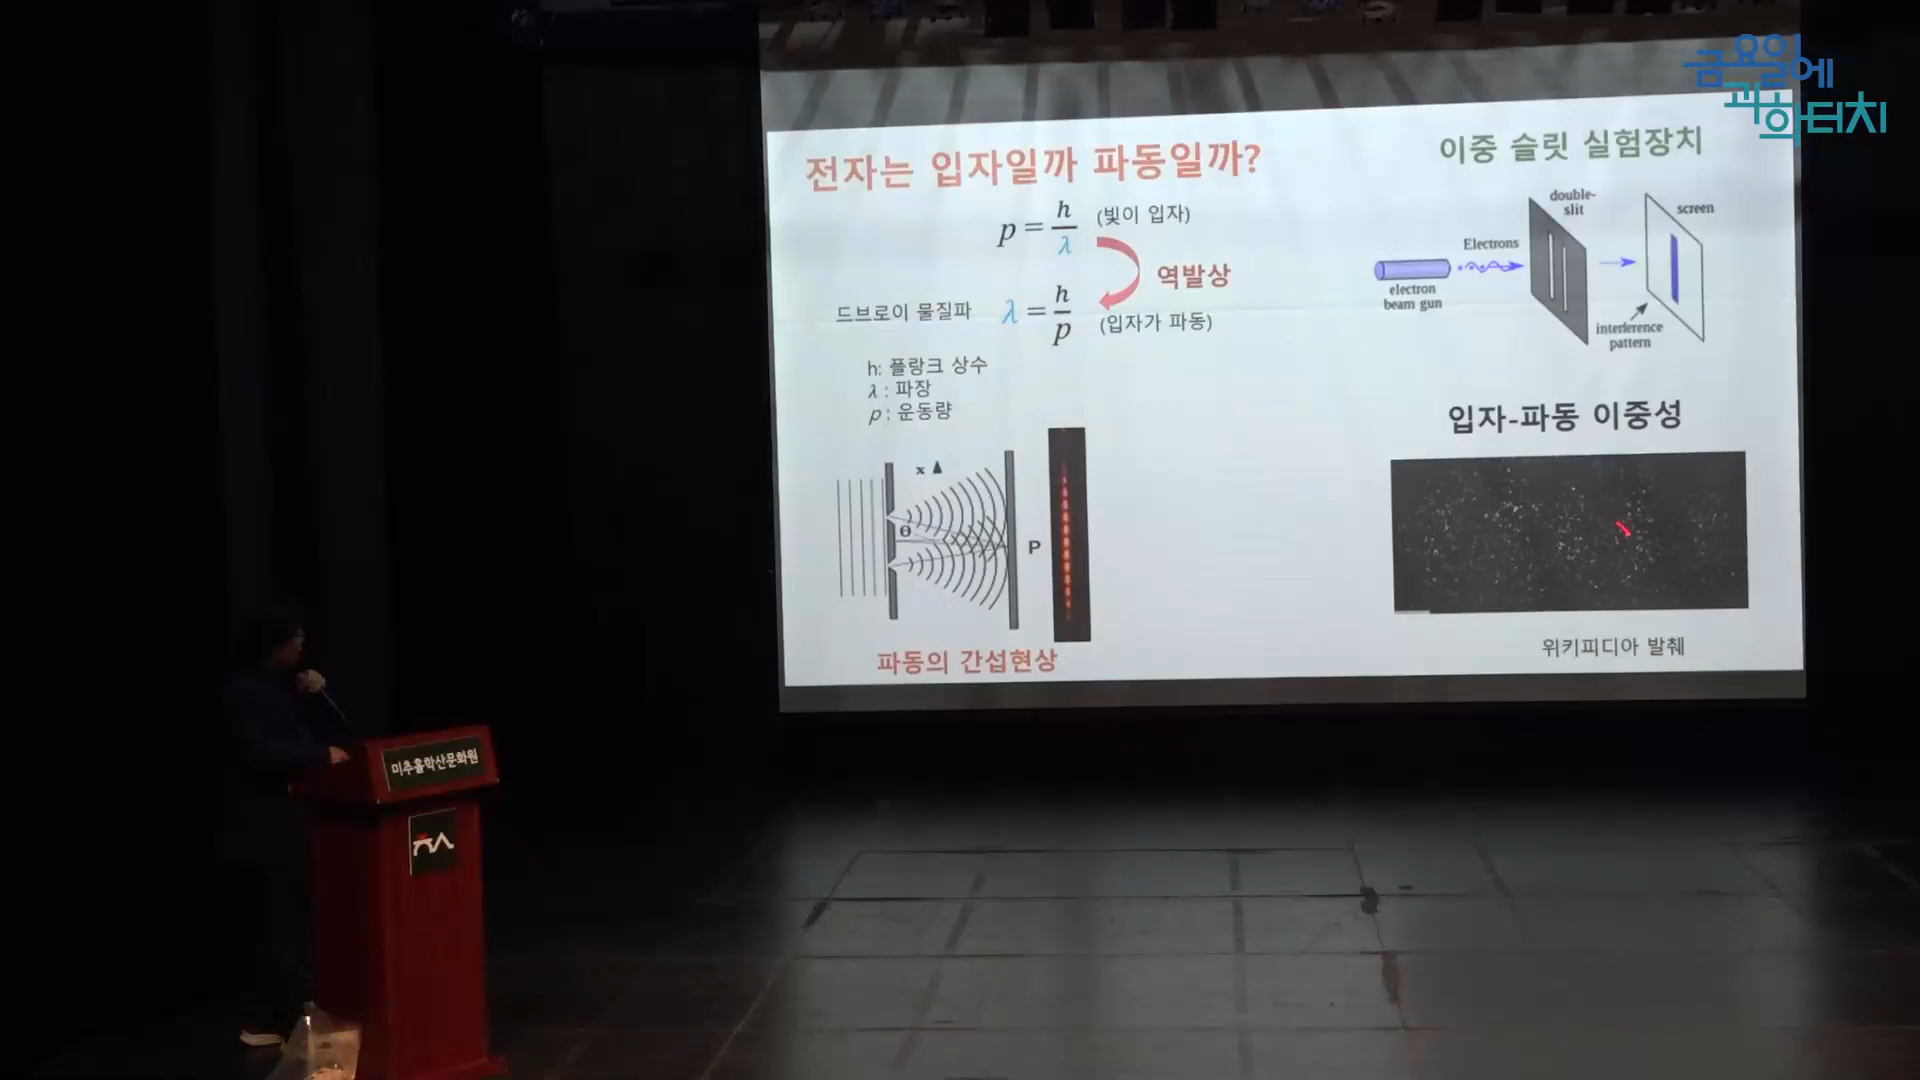 금요일에
과학터치
전자는 입자일까 파동일까?
p = h/λ (빛이 입자)
역발상
드브로이 물질파 λ = h/p (입자가 파동)
h: 플랑크 상수
λ : 파장
p : 운동량
x
θ
P
파동의 간섭현상
이중 슬릿 실험장치
double-
slit
screen
Electrons
electron
beam gun
interference
pattern
입자-파동 이중성
위키피디아 발췌
미추홀학산문화원